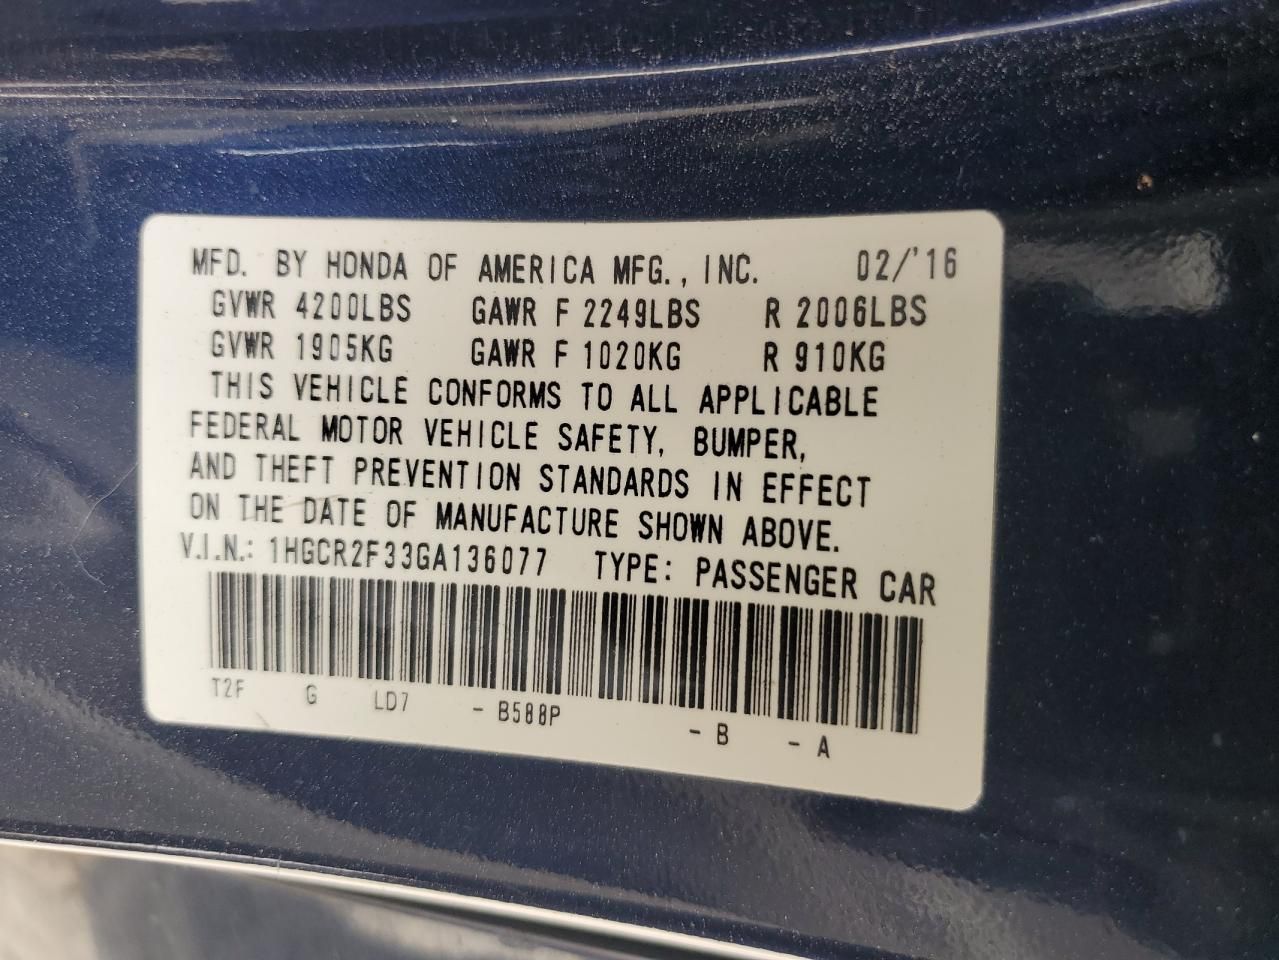 MFD. BY HONDA OF AMERICA MFG., INC. 02/'16
GVWR 4200LBS GAWR F 2249LBS R 2006LBS
GVWR 1905KG GAWR F 1020KG R 910KG
THIS VEHICLE CONFORMS TO ALL APPLICABLE
FEDERAL MOTOR VEHICLE SAFETY, BUMPER,
AND THEFT PREVENTION STANDARDS IN EFFECT
ON THE DATE OF MANUFACTURE SHOWN ABOVE.
V.I.N.: 1HGCR2F33GA136077 TYPE: PASSENGER CAR
T2F G LD7 - B588P - B - A